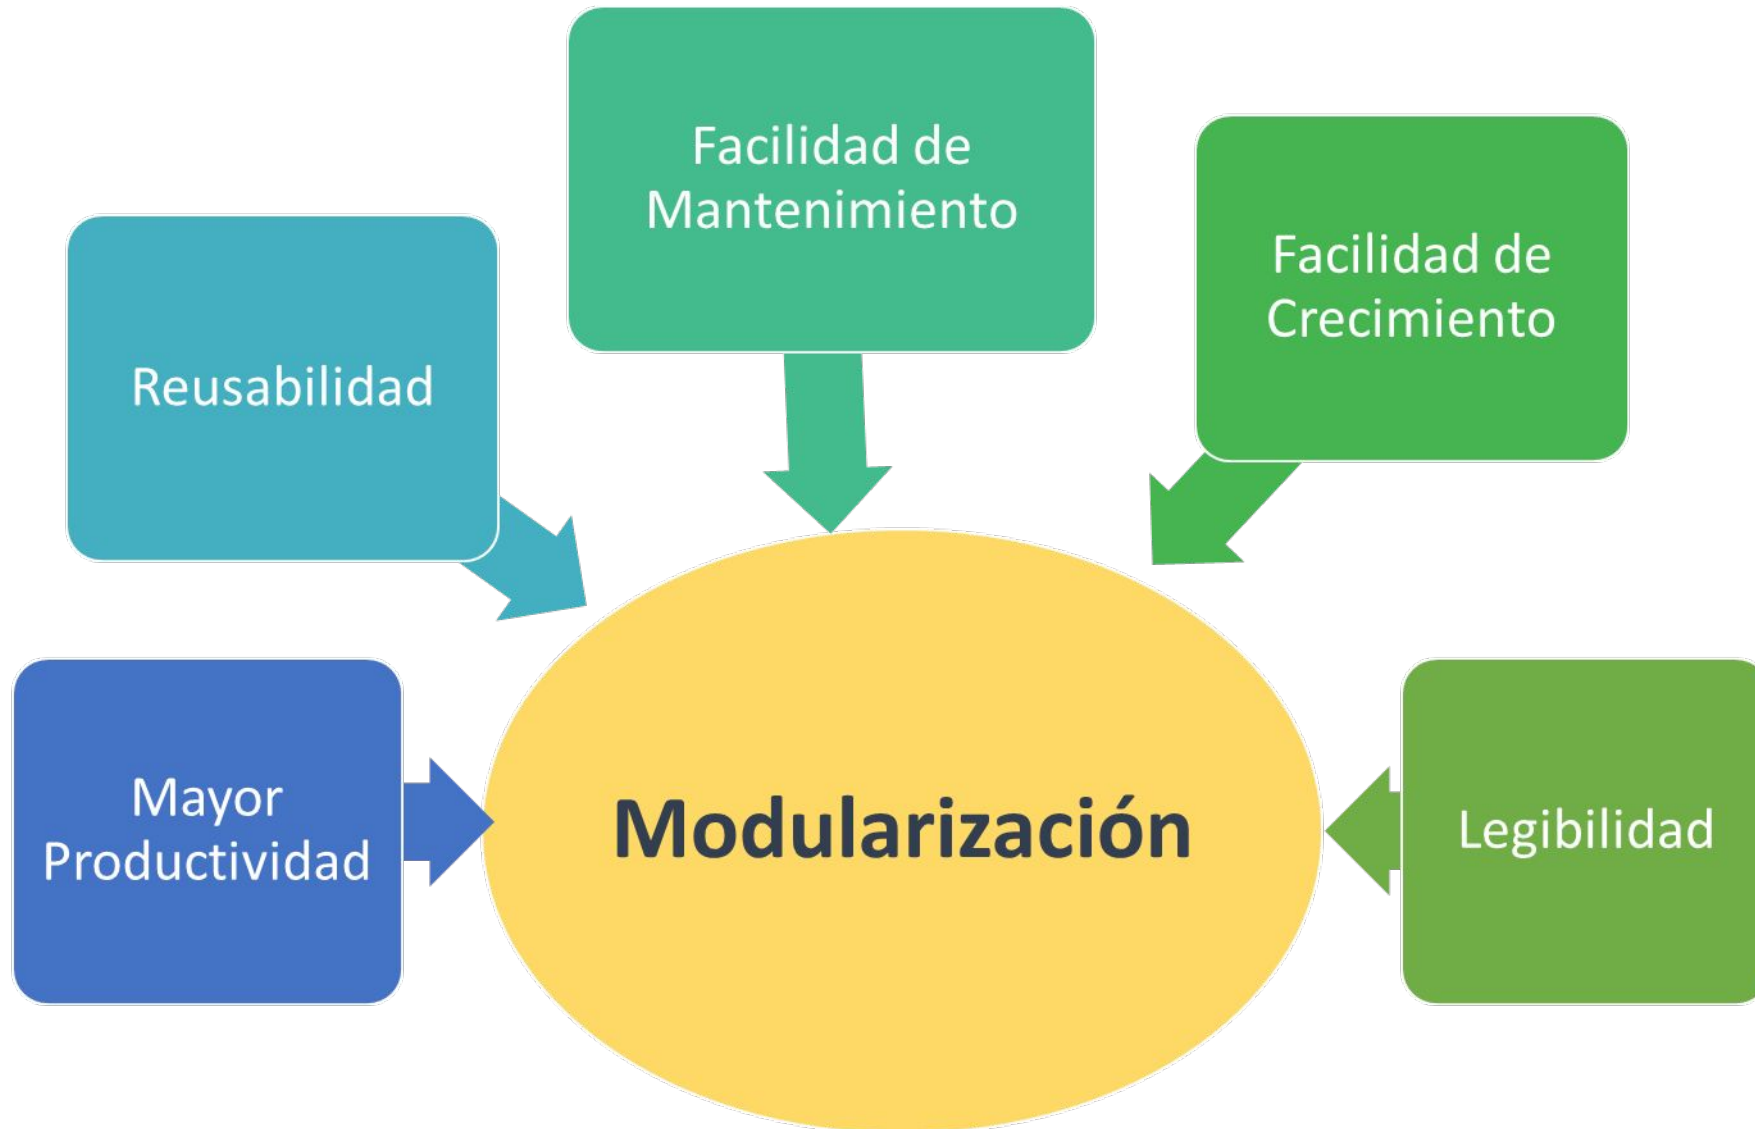 Facilidad de
Mantenimiento
Facilidad de
Crecimiento
Reusabilidad
Mayor
Productividad
Modularización
Legibilidad